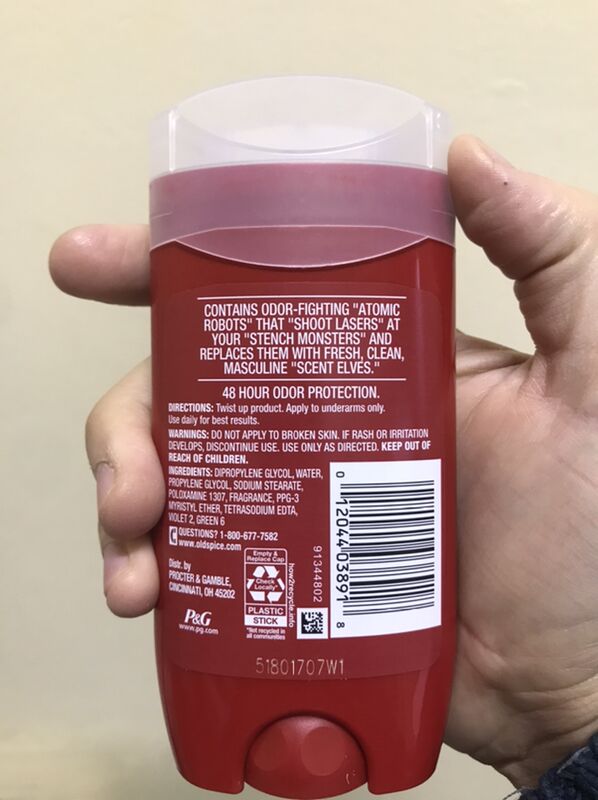 CONTAINS ODOR-FIGHTING "ATOMIC
ROBOTS" THAT "SHOOT LASERS" AT
YOUR "STENCH MONSTERS" AND
REPLACES THEM WITH FRESH, CLEAN,
MASCULINE "SCENT ELVES."
48 HOUR ODOR PROTECTION.
DIRECTIONS: Twist up product. Apply to underarms only.
Use daily for best results.
WARNINGS: DO NOT APPLY TO BROKEN SKIN. IF RASH OR IRRITATION
DEVELOPS, DISCONTINUE USE. USE ONLY AS DIRECTED. KEEP OUT OF
REACH OF CHILDREN.
INGREDIENTS: DIPROPYLENE GLYCOL, WATER,
PROPYLENE GLYCOL, SODIUM STEARATE,
POLOXAMINE 1307, FRAGRANCE, PPG-3
MYRISTYL ETHER, TETRASODIUM EDTA,
VIOLET 2, GREEN 6
QUESTIONS? 1-800-677-7582
www.oldspice.com
Distr. by
PROCTER & GAMBLE,
CINCINNATI, OH 45202
P&G
www.pg.com
Empty &
Replace Cap
Check
Locally*
PLASTIC
STICK
*Not recycled in
all communities
how2recycle.info
91344802
0 12044 03891 8
51801707W1